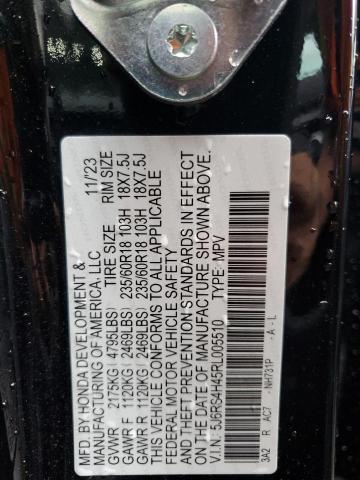 MFD.BY HONDA DEVELOPMENT &
MANUFACTURING OF AMERICA, LLC 11/'23
GVWR 2175KG( 4795LBS) TIRE SIZE RIM SIZE
GAWR F 1120KG( 2469LBS) 235/60R18 103H 18X7.5J
GAWR R 1120KG( 2469LBS) 235/60R18 103H 18X7.5J
THIS VEHICLE CONFORMS TO ALL APPLICABLE
FEDERAL MOTOR VEHICLE SAFETY
AND THEFT PREVENTION STANDARDS IN EFFECT
ON THE DATE OF MANUFACTURE SHOWN ABOVE.
V.I.N. 5J6RS4H45RL005510 TYPE: MPV
3A2 R AC7 NH731P - A - L